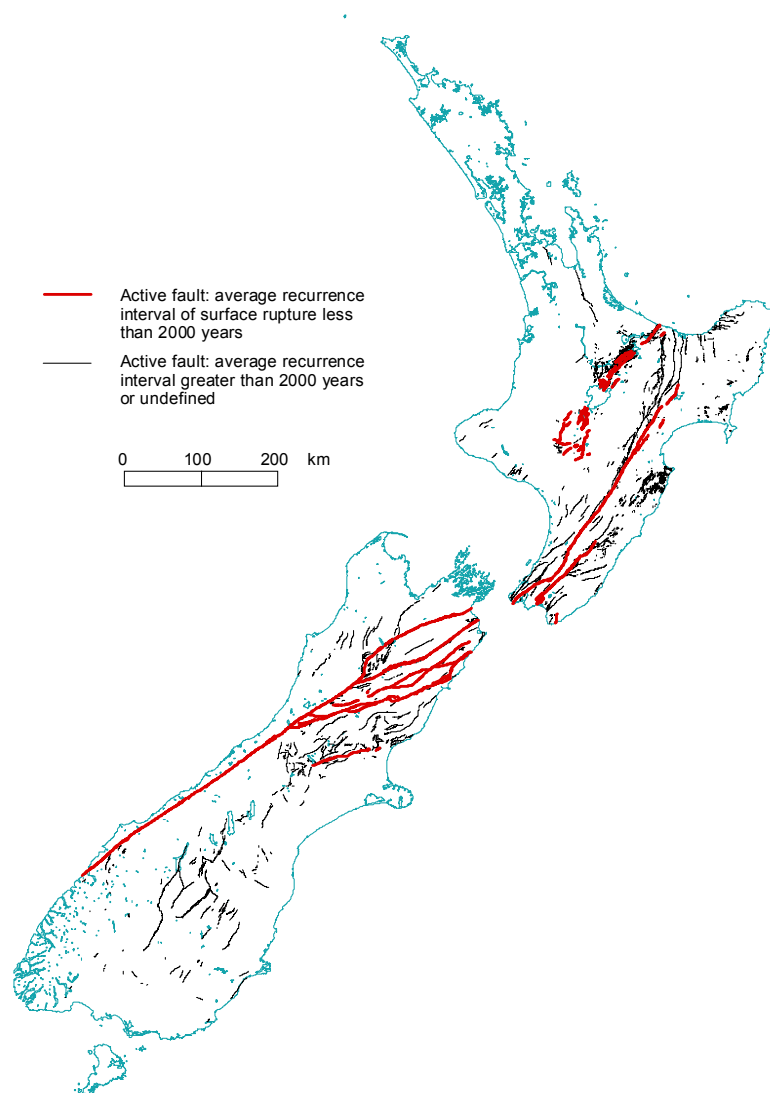 Active fault: average recurrence
interval of surface rupture less
than 2000 years
Active fault: average recurrence
interval greater than 2000 years
or undefined
0 100 200 km